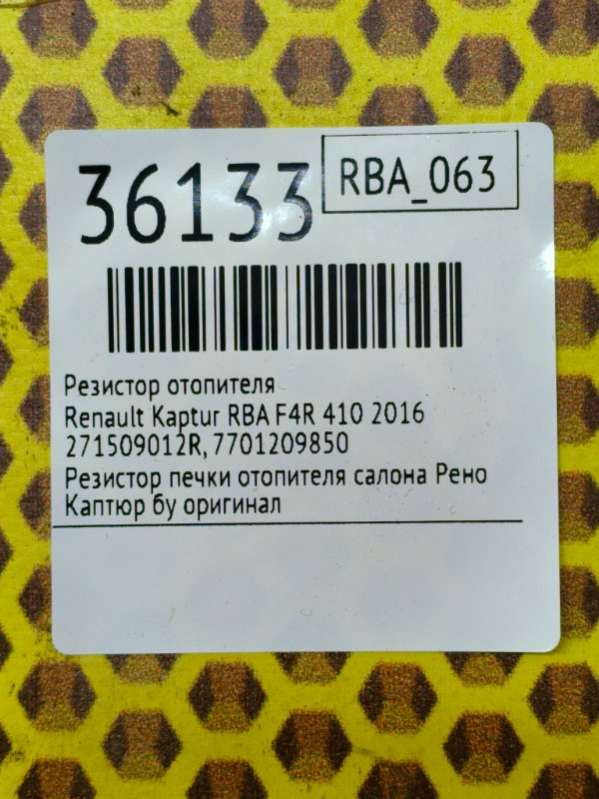 36133
RBA_063
Резистор отопителя
Renault Kaptur RBA F4R 410 2016
271509012R, 7701209850
Резистор печки отопителя салона Рено
Каптюр бу оригинал